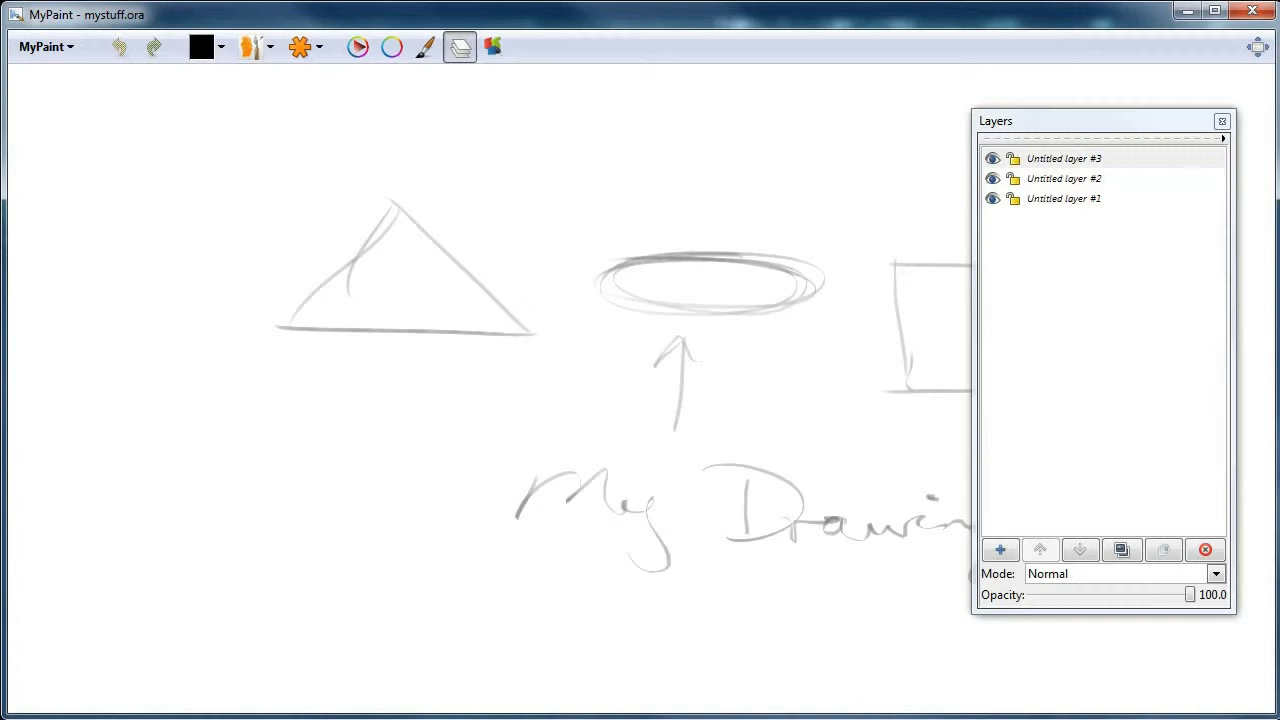 MyPaint - mystuff.ora
MyPaint
Layers
Untitled layer #3
Untitled layer #2
Untitled layer #1
My Drawin
Mode: Normal
Opacity: 100.0